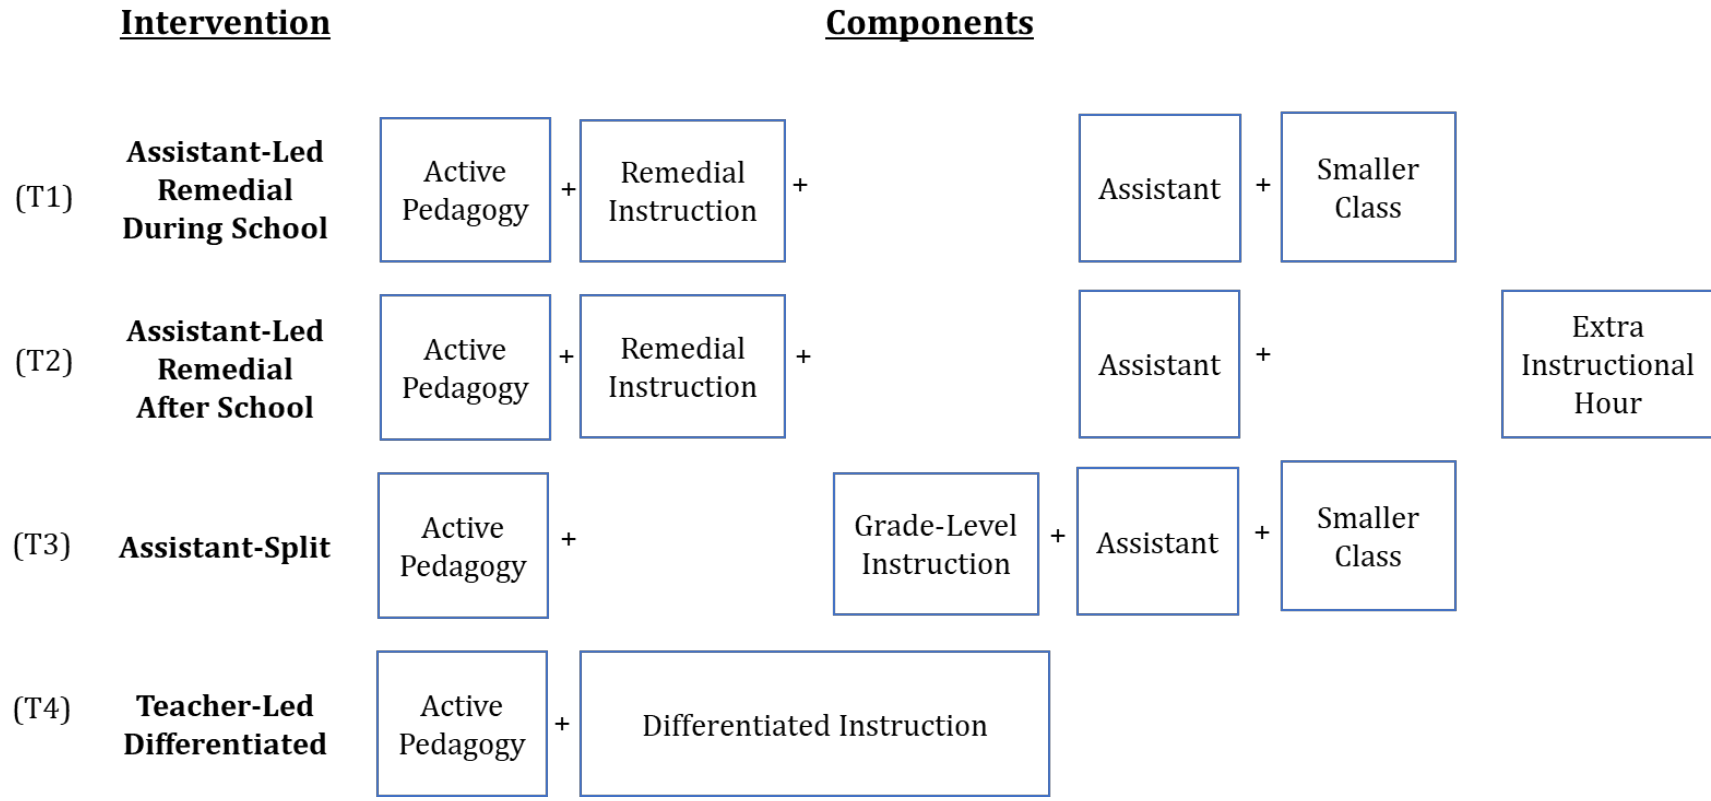 Intervention Components
(T1) Assistant-Led Remedial During School
Active Pedagogy + Remedial Instruction + Assistant + Smaller Class
(T2) Assistant-Led Remedial After School
Active Pedagogy + Remedial Instruction + Assistant + Extra Instructional Hour
(T3) Assistant-Split
Active Pedagogy + Grade-Level Instruction + Assistant + Smaller Class
(T4) Teacher-Led Differentiated
Active Pedagogy + Differentiated Instruction